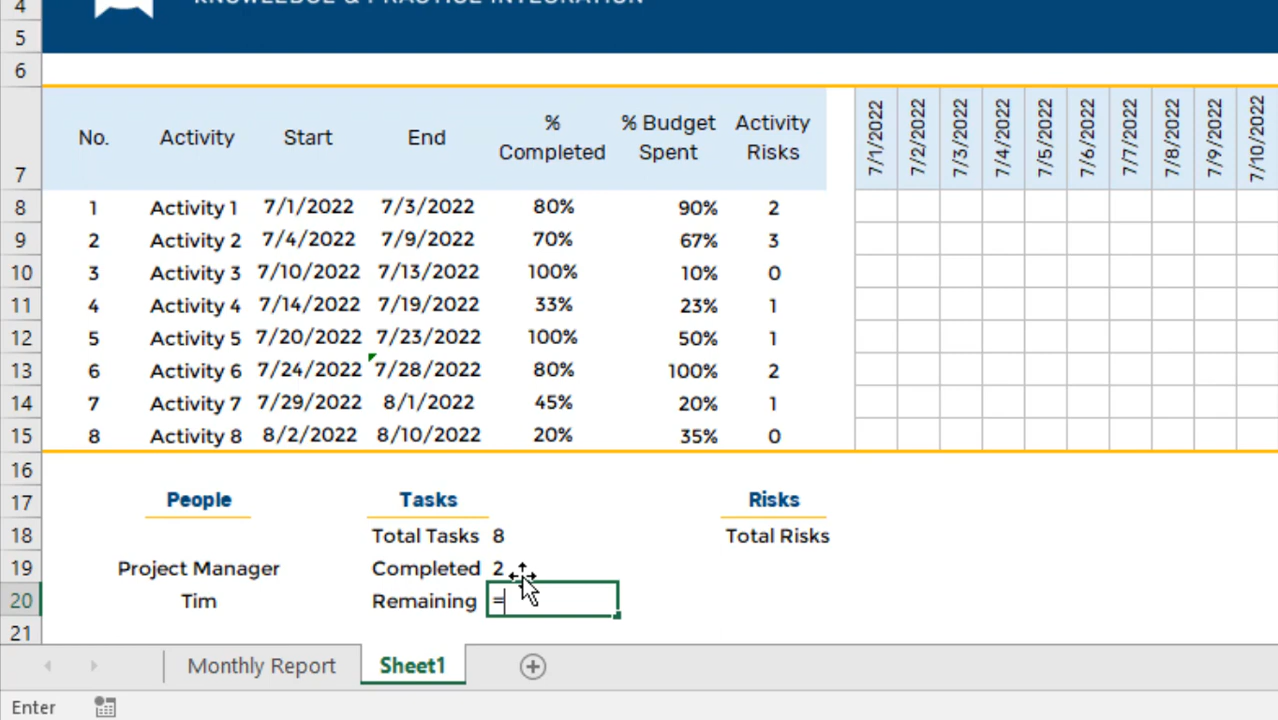 4
KNOWLEDGE & PRACTICE INTEGRATION
5
6
7 No. Activity Start End % Completed % Budget Spent Activity Risks 7/1/2022 7/2/2022 7/3/2022 7/4/2022 7/5/2022 7/6/2022 7/7/2022 7/8/2022 7/9/2022 7/10/2022
8 1 Activity 1 7/1/2022 7/3/2022 80% 90% 2
9 2 Activity 2 7/4/2022 7/9/2022 70% 67% 3
10 3 Activity 3 7/10/2022 7/13/2022 100% 10% 0
11 4 Activity 4 7/14/2022 7/19/2022 33% 23% 1
12 5 Activity 5 7/20/2022 7/23/2022 100% 50% 1
13 6 Activity 6 7/24/2022 7/28/2022 80% 100% 2
14 7 Activity 7 7/29/2022 8/1/2022 45% 20% 1
15 8 Activity 8 8/2/2022 8/10/2022 20% 35% 0
16
17 People Tasks Risks
18 Total Tasks 8 Total Risks
19 Project Manager Completed 2
20 Tim Remaining =
21
Monthly Report Sheet1
Enter